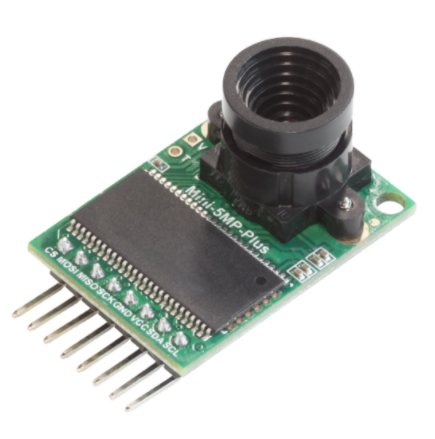 V
T
Mini-5MP-Plus
CS MOSI MISO SCK GND VCC SDA SCL